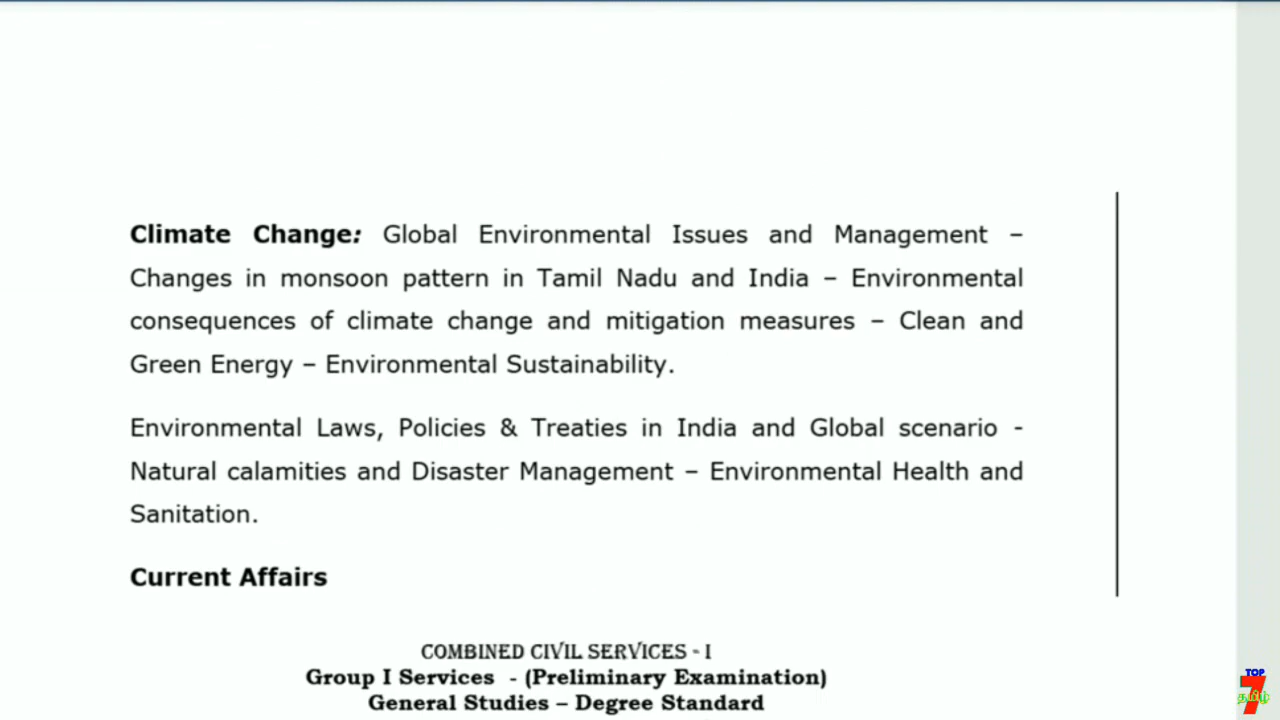 Climate Change: Global Environmental Issues and Management –
Changes in monsoon pattern in Tamil Nadu and India – Environmental
consequences of climate change and mitigation measures – Clean and
Green Energy – Environmental Sustainability.
Environmental Laws, Policies & Treaties in India and Global scenario -
Natural calamities and Disaster Management – Environmental Health and
Sanitation.
Current Affairs
COMBINED CIVIL SERVICES - I
Group I Services - (Preliminary Examination)
General Studies – Degree Standard
TOP
7
தமிழ்